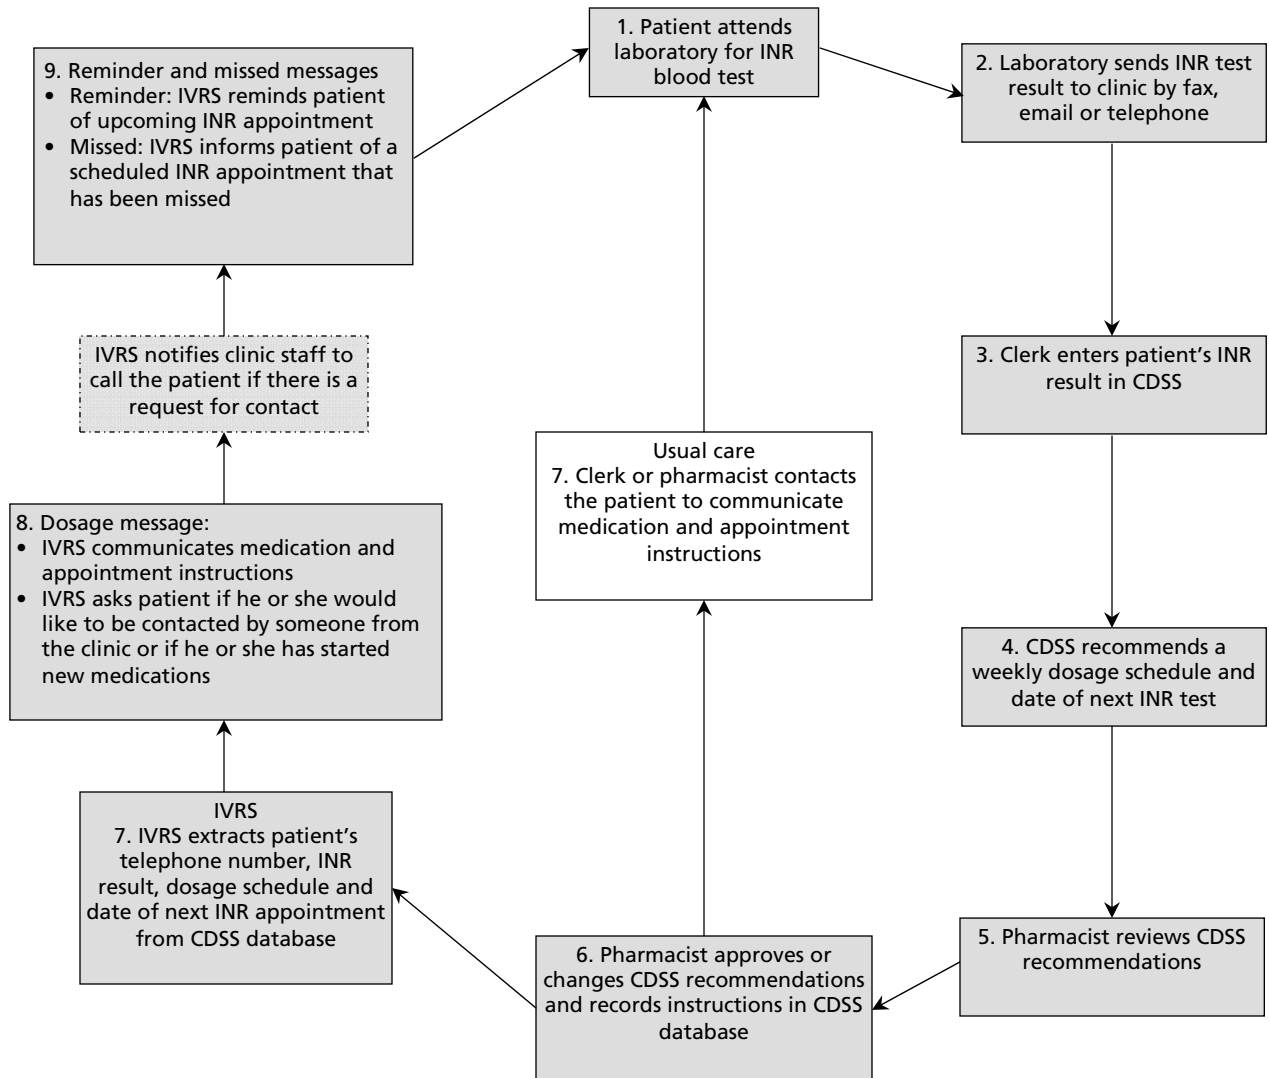 1. Patient attends
laboratory for INR
blood test
2. Laboratory sends INR test
result to clinic by fax,
email or telephone
3. Clerk enters patient’s INR
result in CDSS
4. CDSS recommends a
weekly dosage schedule and
date of next INR test
5. Pharmacist reviews CDSS
recommendations
6. Pharmacist approves or
changes CDSS recommendations
and records instructions in CDSS
database
Usual care
7. Clerk or pharmacist contacts
the patient to communicate
medication and appointment
instructions
IVRS
7. IVRS extracts patient’s
telephone number, INR
result, dosage schedule and
date of next INR appointment
from CDSS database
8. Dosage message:
• IVRS communicates medication and
appointment instructions
• IVRS asks patient if he or she would
like to be contacted by someone from
the clinic or if he or she has started
new medications
IVRS notifies clinic staff to
call the patient if there is a
request for contact
9. Reminder and missed messages
• Reminder: IVRS reminds patient
of upcoming INR appointment
• Missed: IVRS informs patient of a
scheduled INR appointment that
has been missed